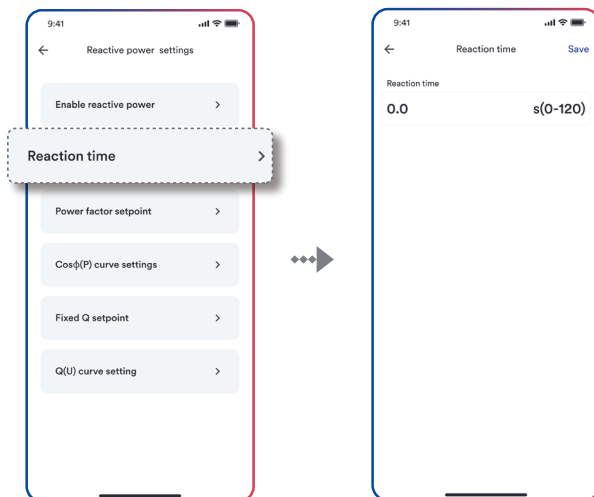 9:41
Reactive power settings
Enable reactive power
Reaction time
Power factor setpoint
Cosϕ(P) curve settings
Fixed Q setpoint
Q(U) curve setting
9:41
Reaction time
Save
Reaction time
0.0 s(0-120)